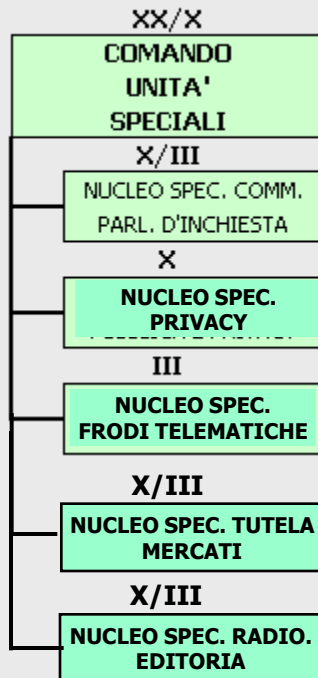 XX/X
COMANDO
UNITA'
SPECIALI
X/III
NUCLEO SPEC. COMM.
PARL. D'INCHIESTA
X
NUCLEO SPEC.
PRIVACY
III
NUCLEO SPEC.
FRODI TELEMATICHE
X/III
NUCLEO SPEC. TUTELA
MERCATI
X/III
NUCLEO SPEC. RADIO.
EDITORIA